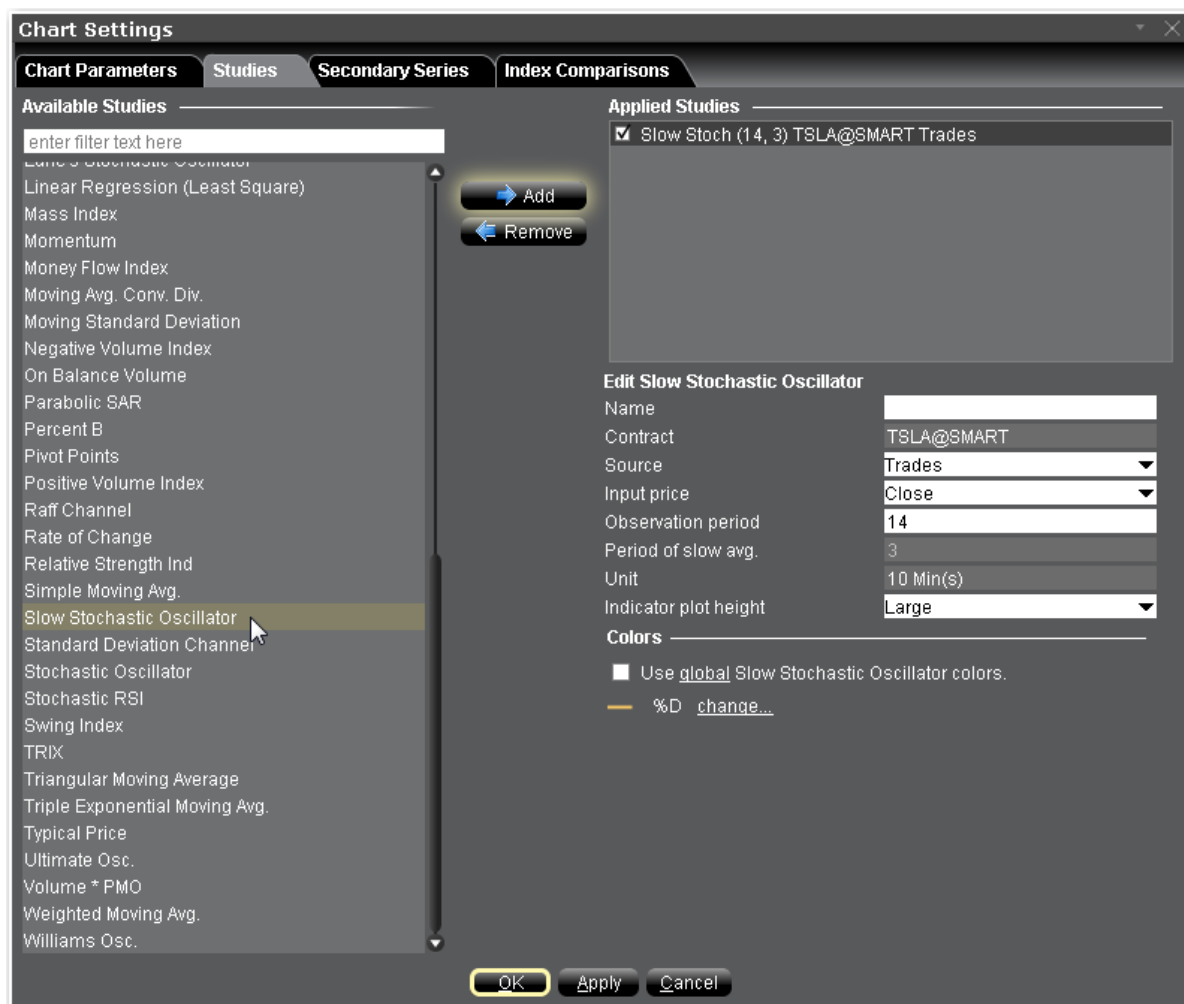 Chart Settings
Chart Parameters
Studies
Secondary Series
Index Comparisons
Available Studies
enter filter text here
Lane's Stochastic Oscillator
Linear Regression (Least Square)
Mass Index
Momentum
Money Flow Index
Moving Avg. Conv. Div.
Moving Standard Deviation
Negative Volume Index
On Balance Volume
Parabolic SAR
Percent B
Pivot Points
Positive Volume Index
Raff Channel
Rate of Change
Relative Strength Ind
Simple Moving Avg.
Slow Stochastic Oscillator
Standard Deviation Channel
Stochastic Oscillator
Stochastic RSI
Swing Index
TRIX
Triangular Moving Average
Triple Exponential Moving Avg.
Typical Price
Ultimate Osc.
Volume * PMO
Weighted Moving Avg.
Williams Osc.
Add
Remove
Applied Studies
Slow Stoch (14, 3) TSLA@SMART Trades
Edit Slow Stochastic Oscillator
Name
Contract TSLA@SMART
Source Trades
Input price Close
Observation period 14
Period of slow avg. 3
Unit 10 Min(s)
Indicator plot height Large
Colors
Use global Slow Stochastic Oscillator colors.
%D change...
OK Apply Cancel